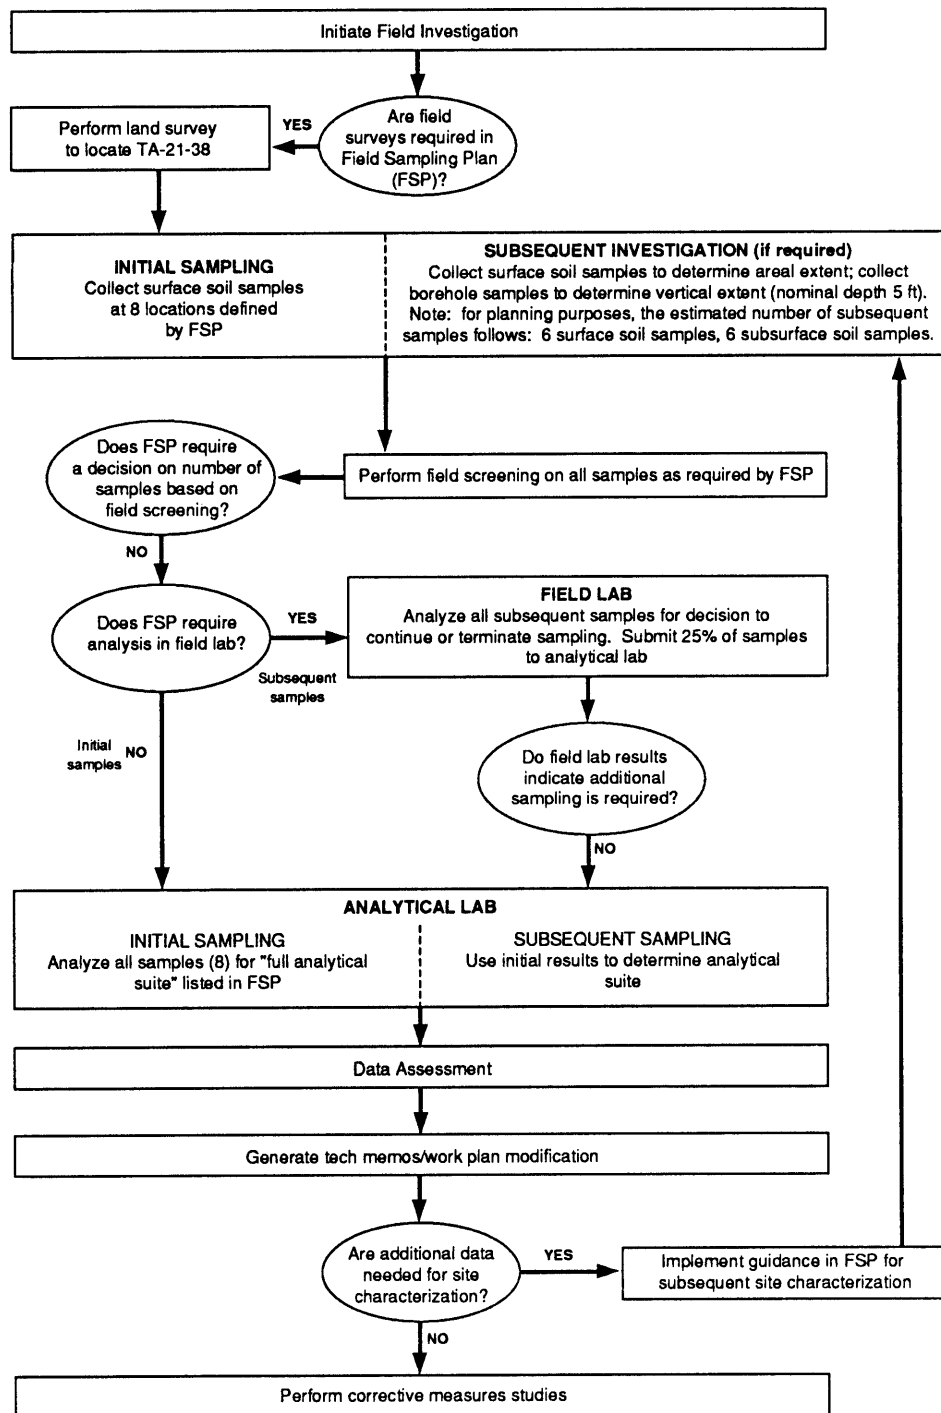 Initiate Field Investigation
Are field
surveys required in
Field Sampling Plan
(FSP)?
YES
Perform land survey
to locate TA-21-38
INITIAL SAMPLING
Collect surface soil samples
at 8 locations defined
by FSP
SUBSEQUENT INVESTIGATION (if required)
Collect surface soil samples to determine areal extent; collect
borehole samples to determine vertical extent (nominal depth 5 ft).
Note: for planning purposes, the estimated number of subsequent
samples follows: 6 surface soil samples, 6 subsurface soil samples.
Perform field screening on all samples as required by FSP
Does FSP require
a decision on number of
samples based on
field screening?
NO
Does FSP require
analysis in field lab?
YES
Subsequent
samples
FIELD LAB
Analyze all subsequent samples for decision to
continue or terminate sampling. Submit 25% of samples
to analytical lab
Initial
samples
NO
Do field lab results
indicate additional
sampling is required?
NO
ANALYTICAL LAB
INITIAL SAMPLING
Analyze all samples (8) for "full analytical
suite" listed in FSP
SUBSEQUENT SAMPLING
Use initial results to determine analytical
suite
Data Assessment
Generate tech memos/work plan modification
Are additional data
needed for site
characterization?
YES
Implement guidance in FSP for
subsequent site characterization
NO
Perform corrective measures studies